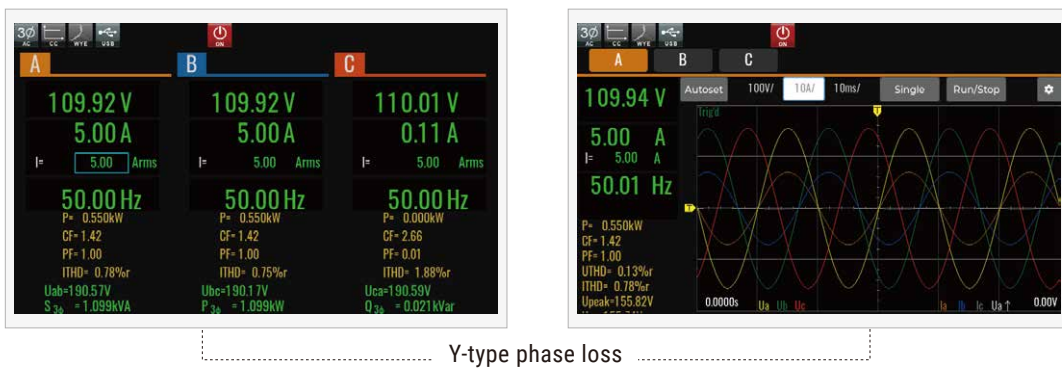 3Ø AC CC WYE USB ON
A B C
109.92 V 109.92 V 110.01 V
5.00 A 5.00 A 0.11 A
I= 5.00 Arms I= 5.00 Arms I= 5.00 Arms
50.00 Hz 50.00 Hz 50.00 Hz
P= 0.550kW P= 0.550kW P= 0.000kW
CF= 1.42 CF= 1.42 CF= 2.66
PF= 1.00 PF= 1.00 PF= 0.01
ITHD= 0.78%r ITHD= 0.75%r ITHD= 1.88%r
Uab=190.57V Ubc=190.17V Uca=190.59V
S3ϕ = 1.099kVA P3ϕ = 1.099kW Q3ϕ = 0.021kVar
3Ø AC CC WYE USB ON
A B C
Autoset 100V/ 10A/ 10ms/ Single Run/Stop
109.94 V
Trig'd T
5.00 A
I= 5.00 A
50.01 Hz
T
P= 0.550kW
CF= 1.42
PF= 1.00
UTHD= 0.13%r
ITHD= 0.78%r
Upeak=155.82V
0.0000s Ua Ub Uc Ia Ib Ic Ua↑ 0.00V
Y-type phase loss